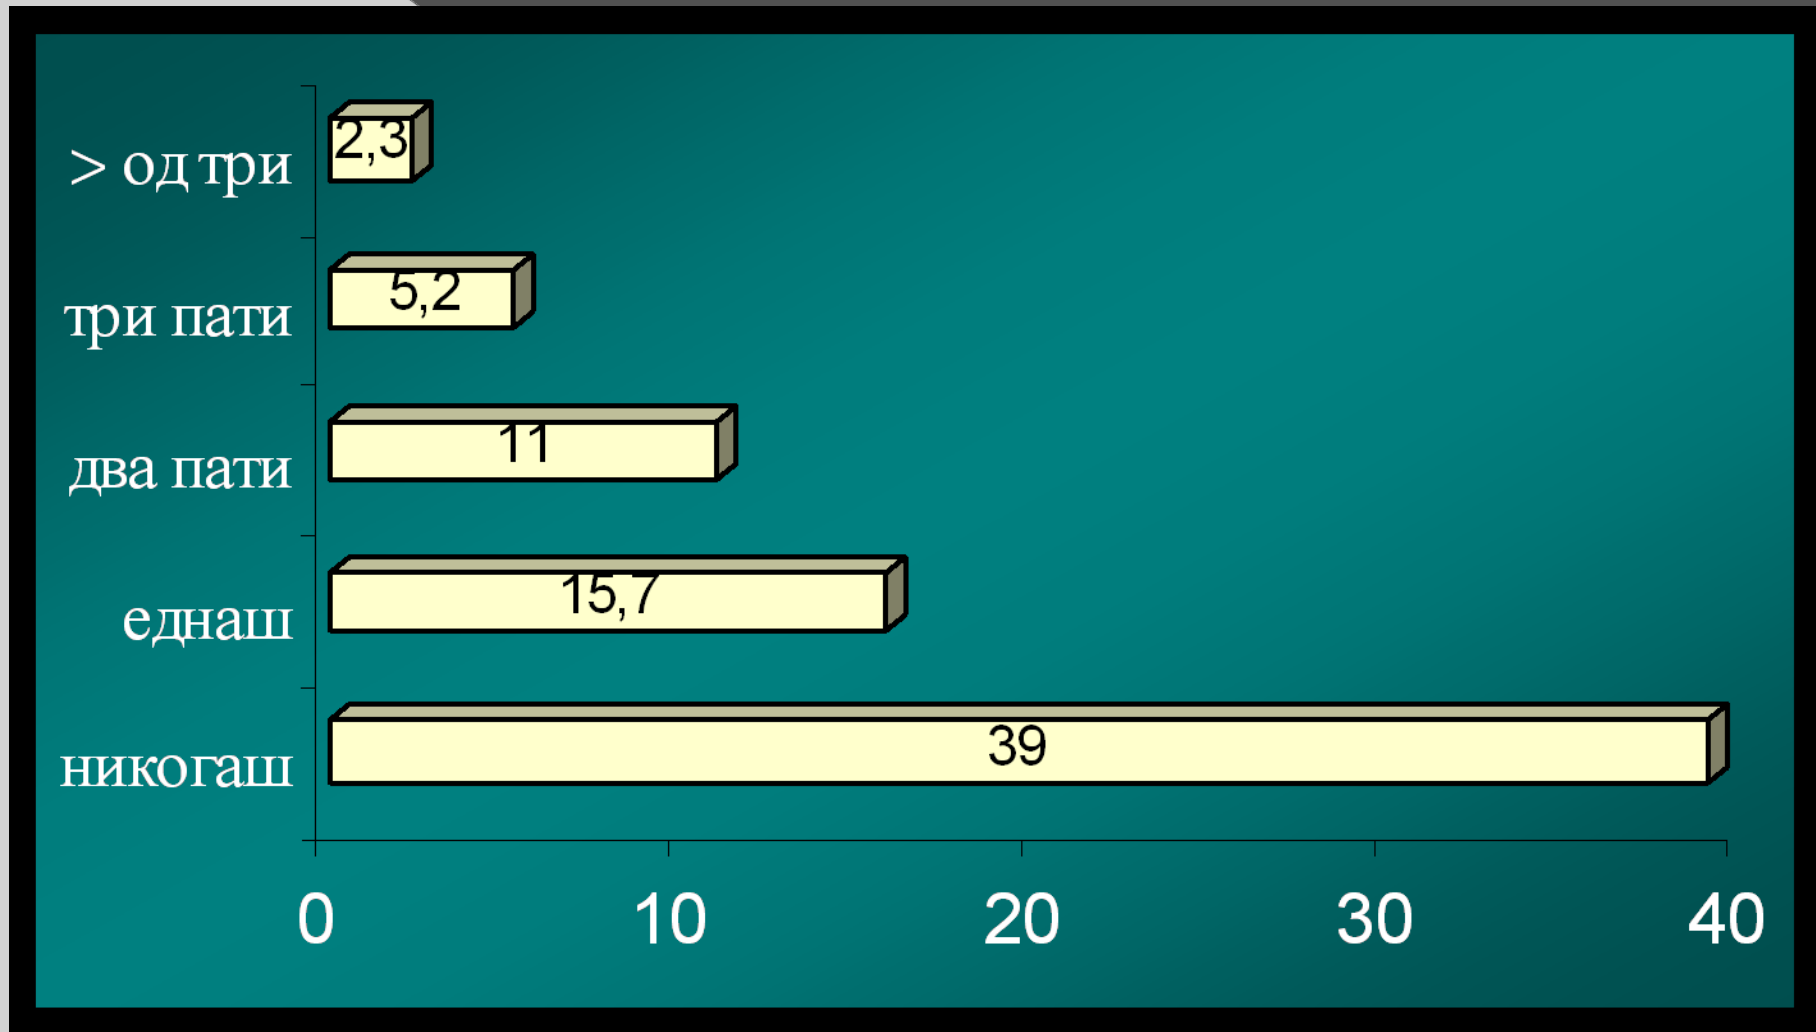 > од три
2,3
три пати
5,2
два пати
11
еднаш
15,7
никогаш
39
0 10 20 30 40